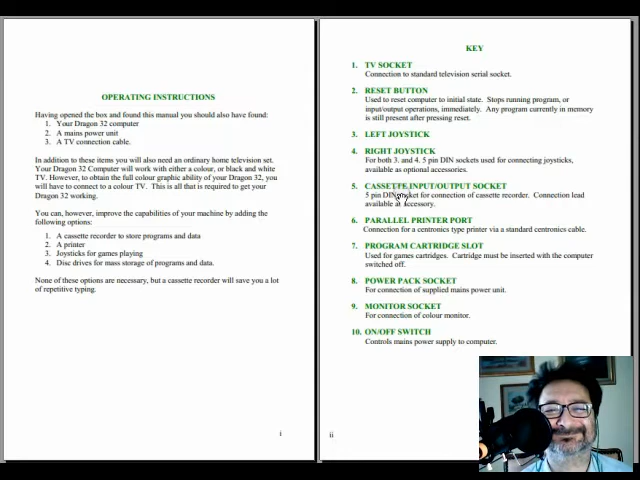 OPERATING INSTRUCTIONS
Having opened the box and found this manual you should also have found:
1. Your Dragon 32 computer
2. A mains power unit
3. A TV connection cable.
In addition to these items you will also need an ordinary home television set.
Your Dragon 32 Computer will work with either a colour, or black and white
TV. However, to obtain the full colour graphic ability of your Dragon 32, you
will have to connect to a colour TV. This is all that is required to get your
Dragon 32 working.
You can, however, improve the capabilities of your machine by adding the
following options:
1. A cassette recorder to store programs and data
2. A printer
3. Joysticks for games playing
4. Disc drives for mass storage of programs and data.
None of these options are necessary, but a cassette recorder will save you a lot
of repetitive typing.
i
KEY
1. TV SOCKET
Connection to standard television serial socket.
2. RESET BUTTON
Used to reset computer to initial state. Stops running program, or
input/output operations, immediately. Any program currently in memory
is still present after pressing reset.
3. LEFT JOYSTICK
4. RIGHT JOYSTICK
For both 3. and 4. 5 pin DIN sockets used for connecting joysticks,
available as optional accessories.
5. CASSETTE INPUT/OUTPUT SOCKET
5 pin DIN socket for connection of cassette recorder. Connection lead
available as accessory.
6. PARALLEL PRINTER PORT
Connection for a centronics type printer via a standard centronics cable.
7. PROGRAM CARTRIDGE SLOT
Used for games cartridges. Cartridge must be inserted with the computer
switched off.
8. POWER PACK SOCKET
For connection of supplied mains power unit.
9. MONITOR SOCKET
For connection of colour monitor.
10. ON/OFF SWITCH
Controls mains power supply to computer.
ii